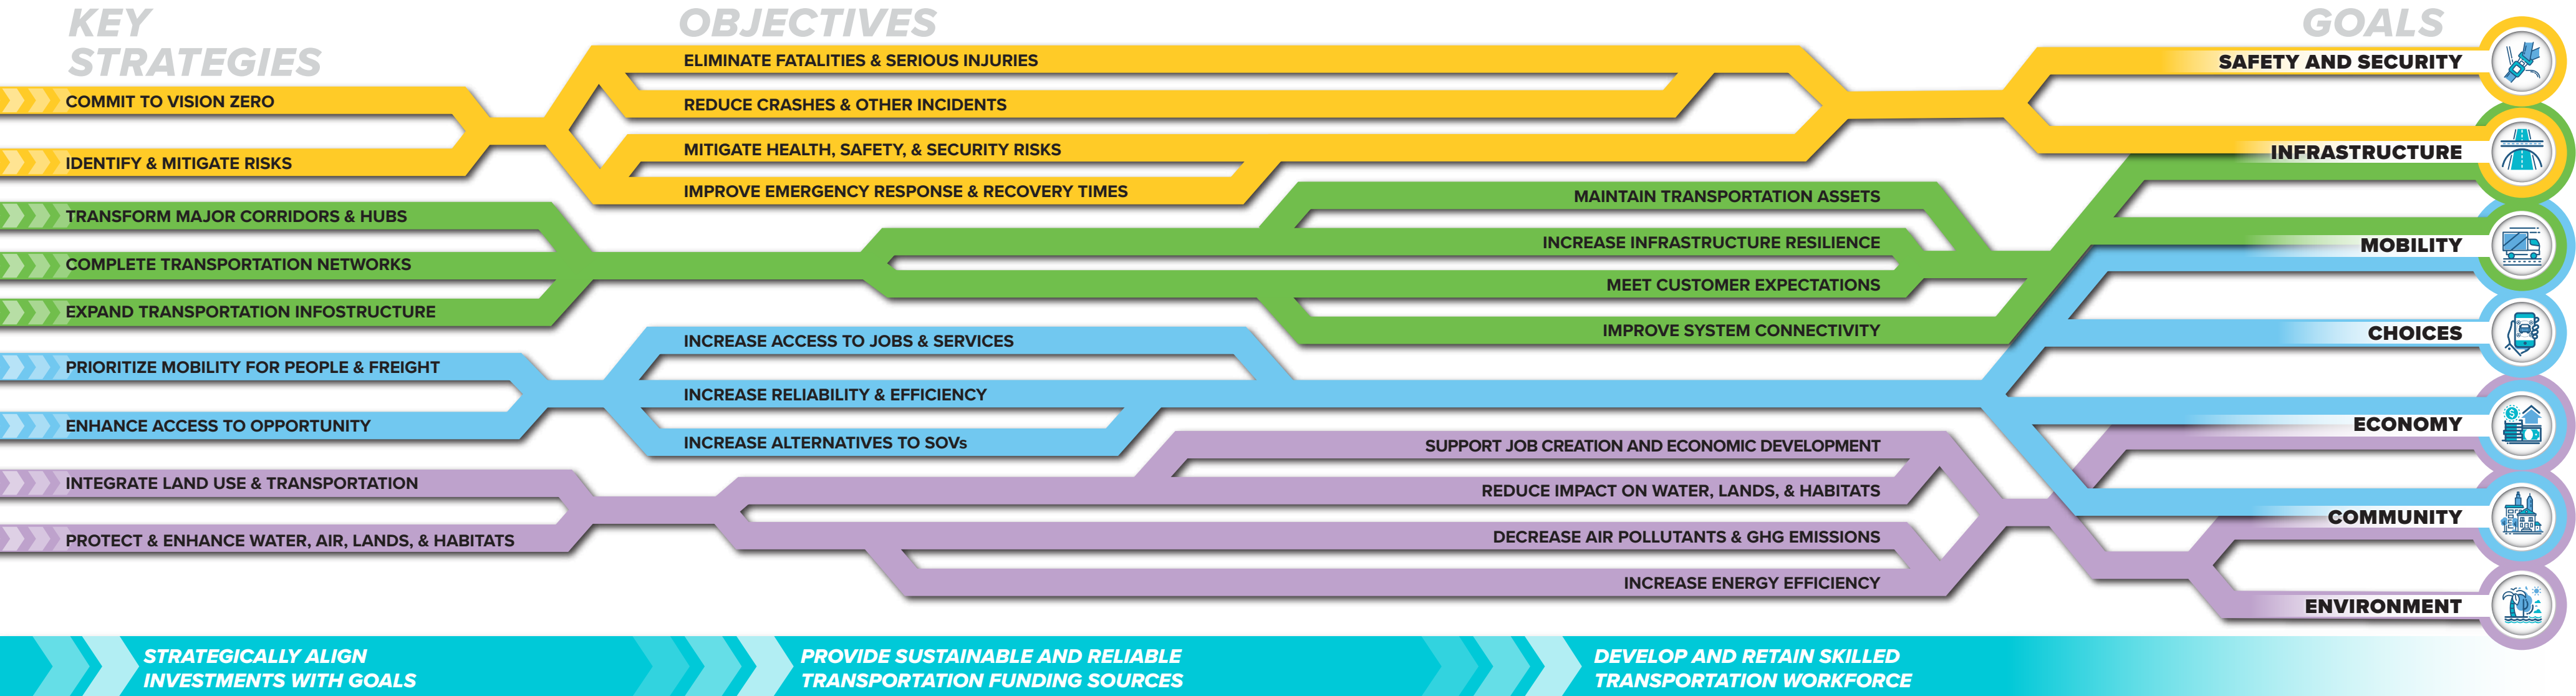 KEY
STRATEGIES
COMMIT TO VISION ZERO
IDENTIFY & MITIGATE RISKS
TRANSFORM MAJOR CORRIDORS & HUBS
COMPLETE TRANSPORTATION NETWORKS
EXPAND TRANSPORTATION INFOSTRUCTURE
PRIORITIZE MOBILITY FOR PEOPLE & FREIGHT
ENHANCE ACCESS TO OPPORTUNITY
INTEGRATE LAND USE & TRANSPORTATION
PROTECT & ENHANCE WATER, AIR, LANDS, & HABITATS
OBJECTIVES
ELIMINATE FATALITIES & SERIOUS INJURIES
REDUCE CRASHES & OTHER INCIDENTS
MITIGATE HEALTH, SAFETY, & SECURITY RISKS
IMPROVE EMERGENCY RESPONSE & RECOVERY TIMES
MAINTAIN TRANSPORTATION ASSETS
INCREASE INFRASTRUCTURE RESILIENCE
MEET CUSTOMER EXPECTATIONS
IMPROVE SYSTEM CONNECTIVITY
INCREASE ACCESS TO JOBS & SERVICES
INCREASE RELIABILITY & EFFICIENCY
INCREASE ALTERNATIVES TO SOVs
SUPPORT JOB CREATION AND ECONOMIC DEVELOPMENT
REDUCE IMPACT ON WATER, LANDS, & HABITATS
DECREASE AIR POLLUTANTS & GHG EMISSIONS
INCREASE ENERGY EFFICIENCY
GOALS
SAFETY AND SECURITY
INFRASTRUCTURE
MOBILITY
CHOICES
ECONOMY
COMMUNITY
ENVIRONMENT
STRATEGICALLY ALIGN
INVESTMENTS WITH GOALS
PROVIDE SUSTAINABLE AND RELIABLE
TRANSPORTATION FUNDING SOURCES
DEVELOP AND RETAIN SKILLED
TRANSPORTATION WORKFORCE